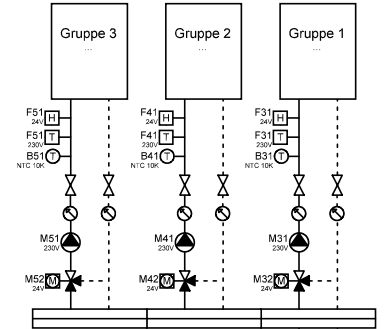 Gruppe 3
...
Gruppe 2
...
Gruppe 1
...
F51
24V
H
F41
24V
H
F31
24V
H
F51
230V
T
F41
230V
T
F31
230V
T
B51
NTC 10K
T
B41
NTC 10K
T
B31
NTC 10K
T
M51
230V
M41
230V
M31
230V
M52
24V
M
M42
24V
M
M32
24V
M